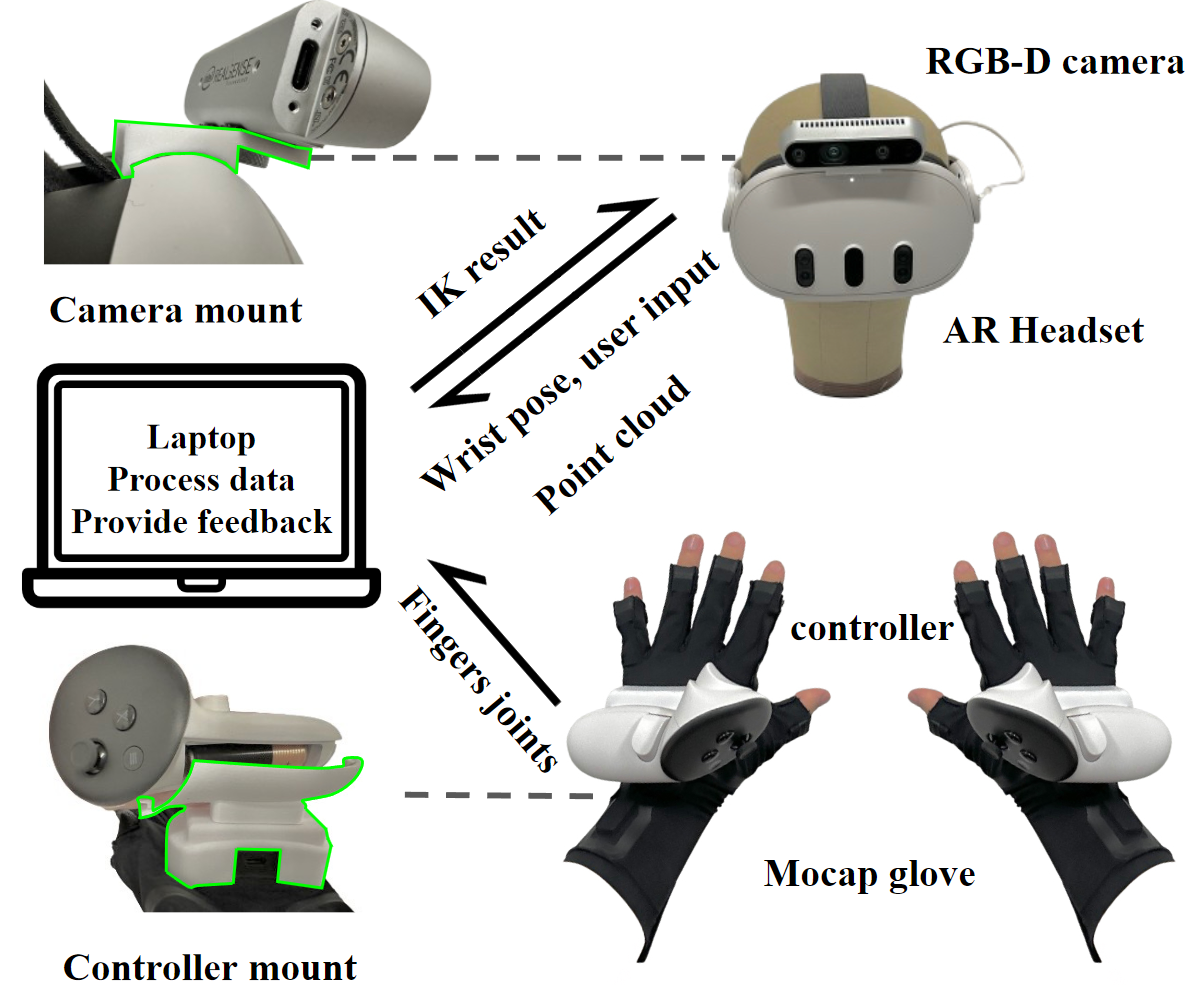 REALSENSE
RGB-D camera
IK result
Wrist pose, user input
Point cloud
Camera mount
AR Headset
Laptop
Process data
Provide feedback
Fingers joints
controller
Mocap glove
Controller mount